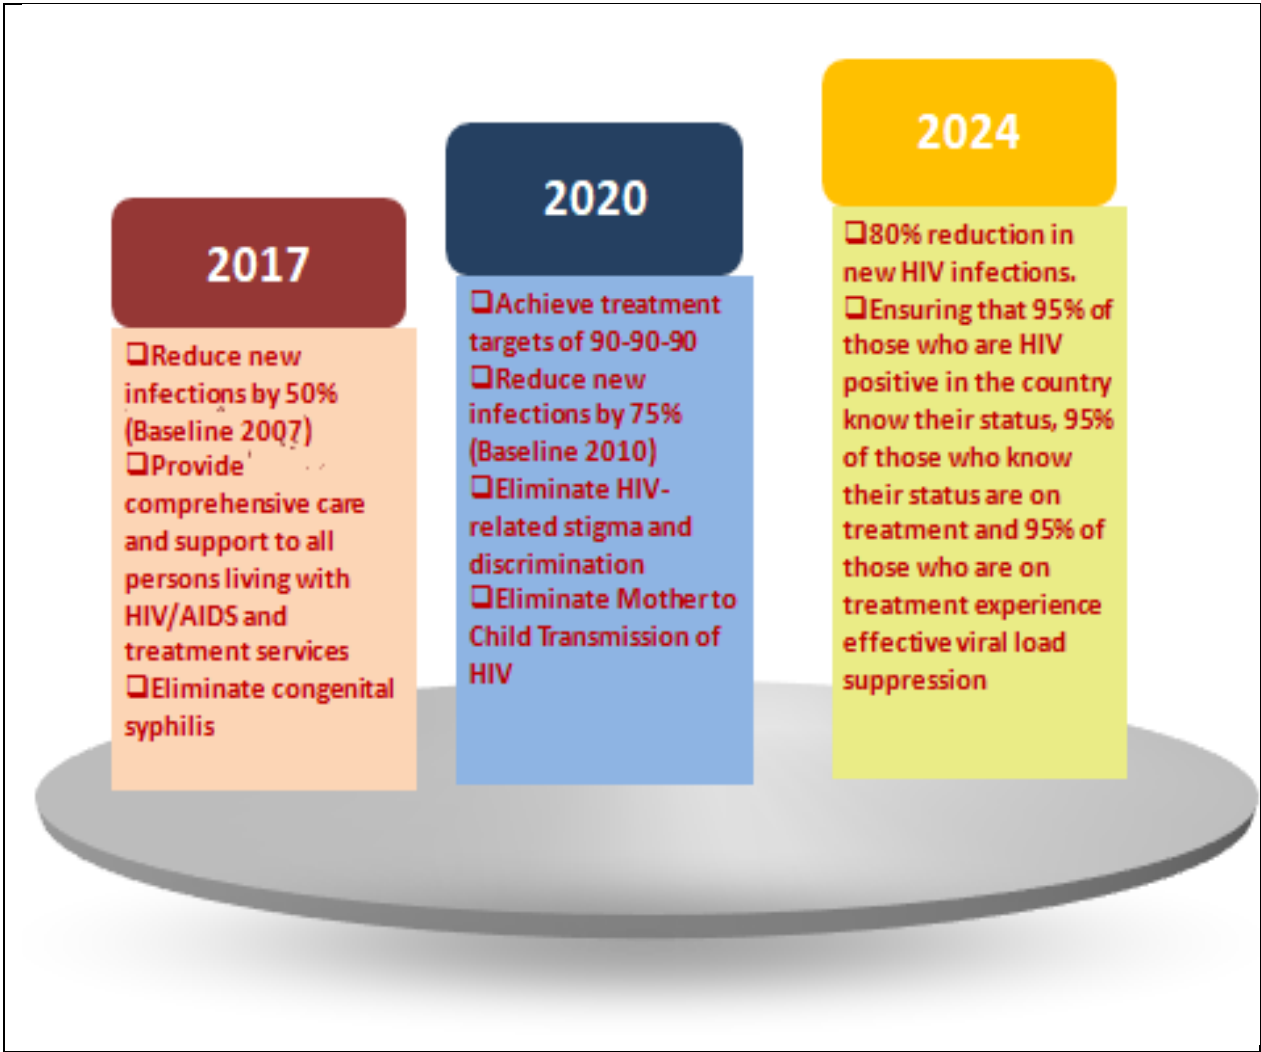 2017
❑Reduce new
infections by 50%
(Baseline 2007)
❑Provide
comprehensive care
and support to all
persons living with
HIV/AIDS and
treatment services
❑Eliminate congenital
syphilis
2020
❑Achieve treatment
targets of 90-90-90
❑Reduce new
infections by 75%
(Baseline 2010)
❑Eliminate HIV-
related stigma and
discrimination
❑Eliminate Mother to
Child Transmission of
HIV
2024
❑80% reduction in
new HIV infections.
❑Ensuring that 95% of
those who are HIV
positive in the country
know their status, 95%
of those who know
their status are on
treatment and 95% of
those who are on
treatment experience
effective viral load
suppression